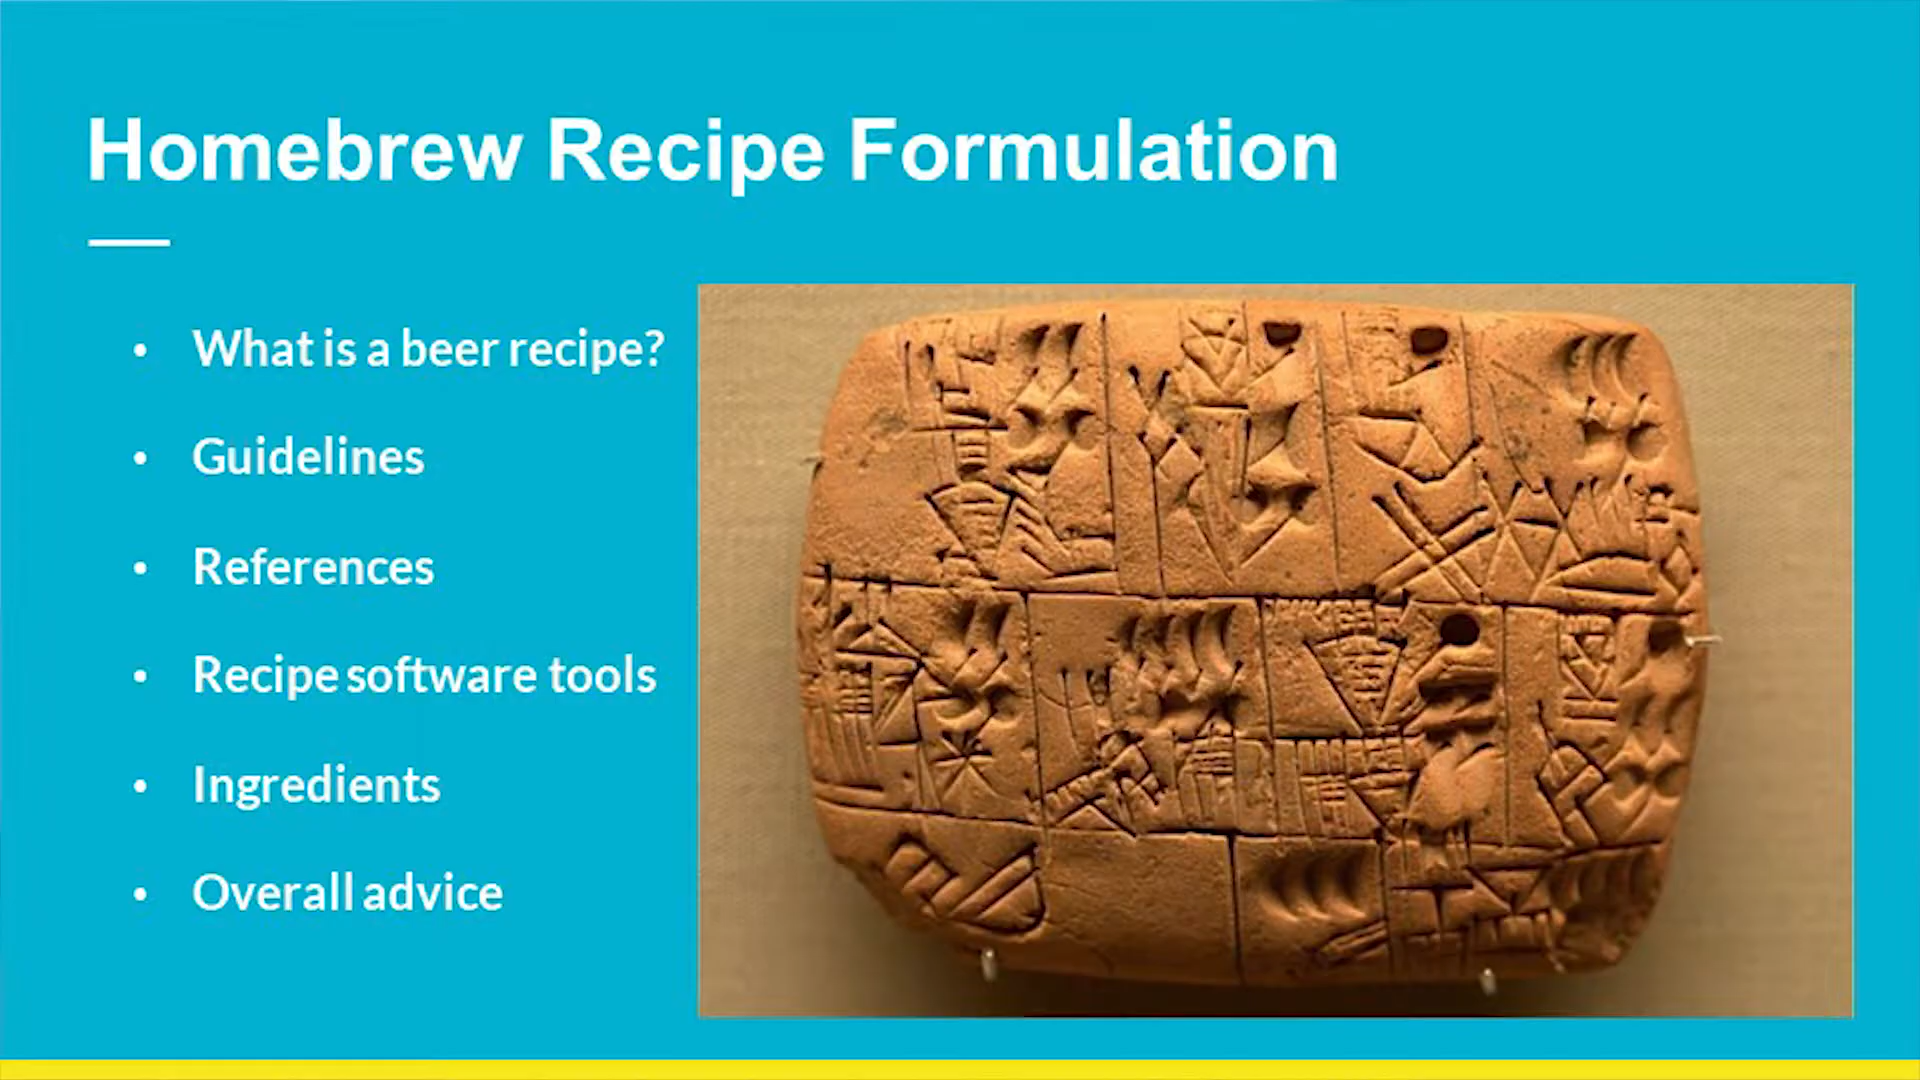 Homebrew Recipe Formulation
• What is a beer recipe?
• Guidelines
• References
• Recipe software tools
• Ingredients
• Overall advice